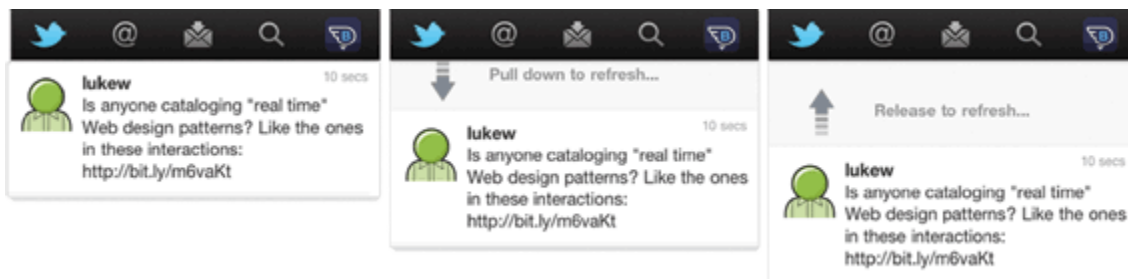 @
lukew 10 secs
Is anyone cataloging "real time"
Web design patterns? Like the ones
in these interactions:
http://bit.ly/m6vaKt
@
Pull down to refresh...
lukew 10 secs
Is anyone cataloging "real time"
Web design patterns? Like the ones
in these interactions:
http://bit.ly/m6vaKt
@
Release to refresh...
lukew 10 secs
Is anyone cataloging "real time"
Web design patterns? Like the ones
in these interactions:
http://bit.ly/m6vaKt